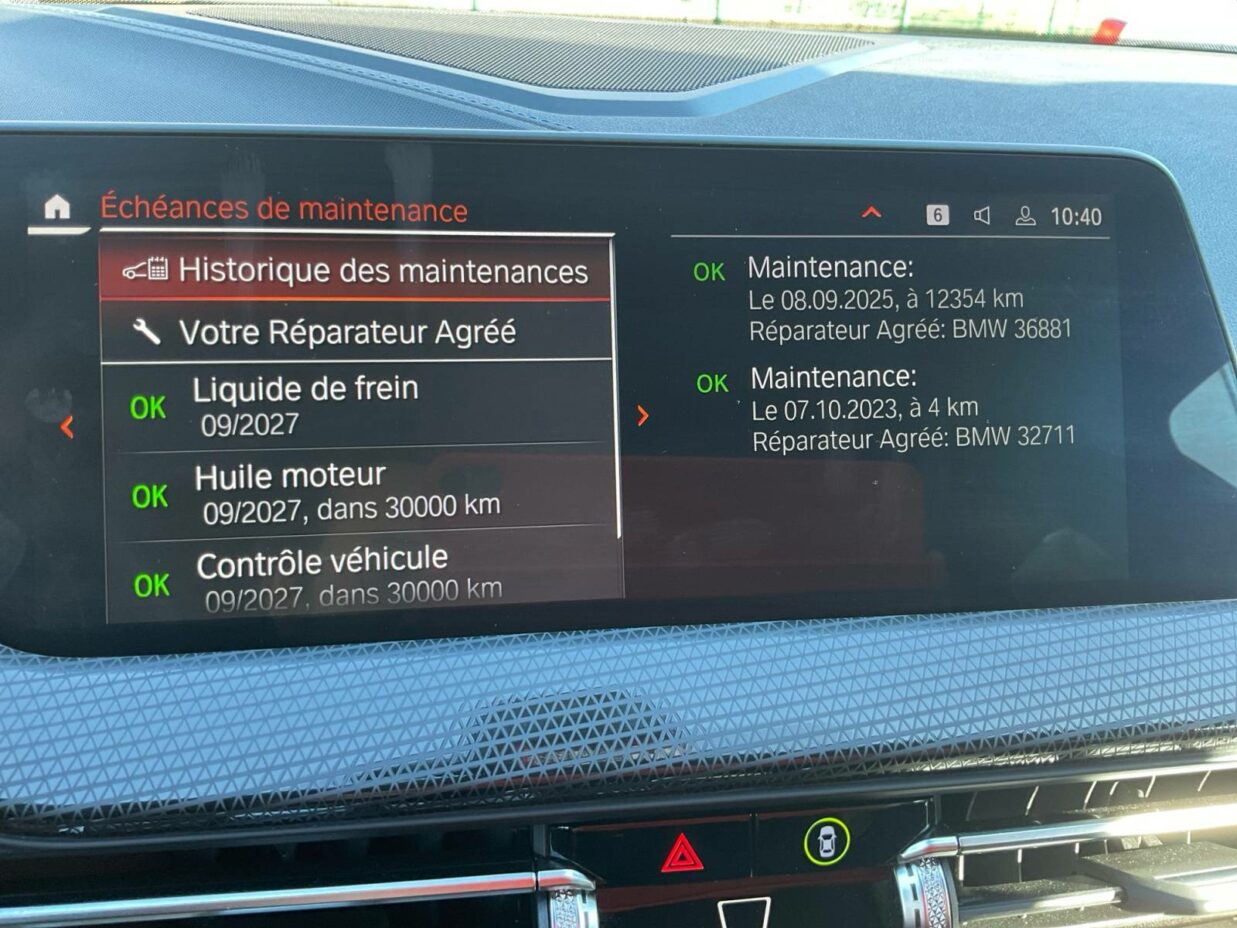 Échéances de maintenance
6
10:40
Historique des maintenances
Votre Réparateur Agréé
OK
Liquide de frein
09/2027
OK
Huile moteur
09/2027, dans 30000 km
OK
Contrôle véhicule
09/2027, dans 30000 km
OK
Maintenance:
Le 08.09.2025, à 12354 km
Réparateur Agréé: BMW 36881
OK
Maintenance:
Le 07.10.2023, à 4 km
Réparateur Agréé: BMW 32711